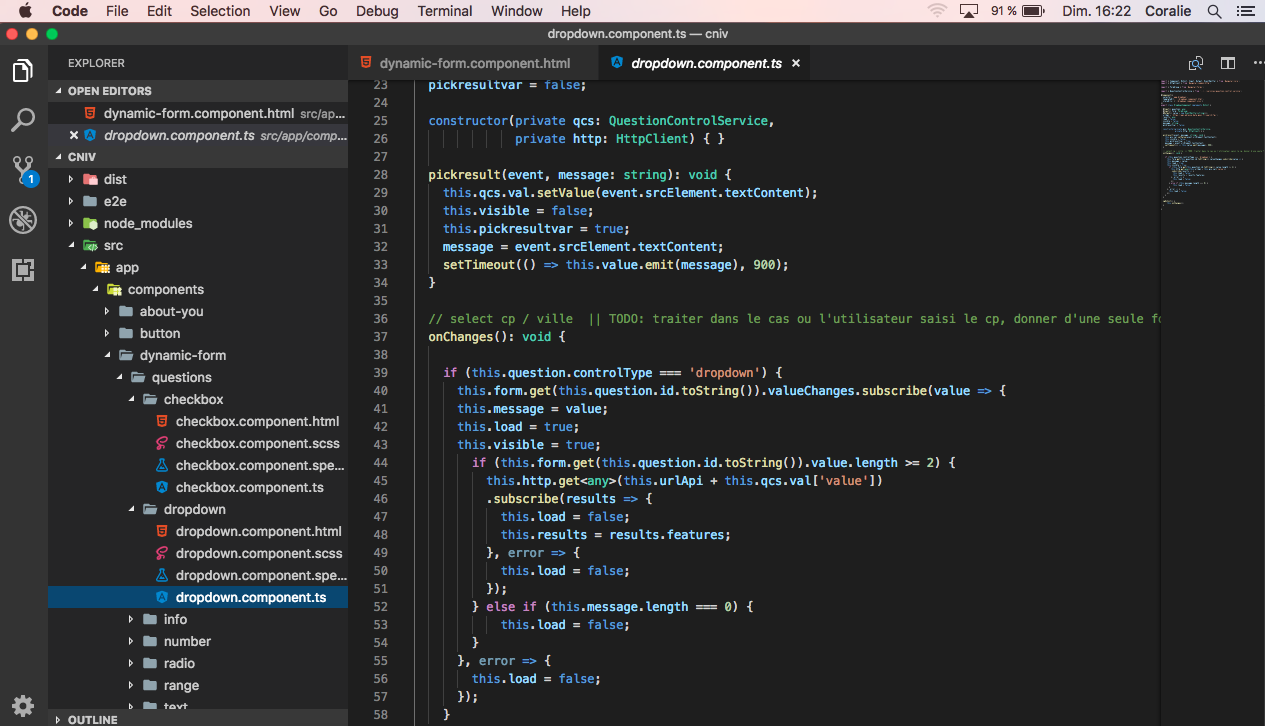 Code File Edit Selection View Go Debug Terminal Window Help 91 % Dim. 16:22 Coralie
dropdown.component.ts — cniv
EXPLORER
OPEN EDITORS
dynamic-form.component.html src/ap...
dropdown.component.ts src/app/comp...
CNIV
dist
e2e
node_modules
src
app
components
about-you
button
dynamic-form
questions
checkbox
checkbox.component.html
checkbox.component.scss
checkbox.component.spe...
checkbox.component.ts
dropdown
dropdown.component.html
dropdown.component.scss
dropdown.component.spe...
dropdown.component.ts
info
number
radio
range
text
OUTLINE
1
dynamic-form.component.html
dropdown.component.ts
23 pickresultvar = false;
24
25 constructor(private qcs: QuestionControlService,
26 private http: HttpClient) { }
27
28 pickresult(event, message: string): void {
29 this.qcs.val.setValue(event.srcElement.textContent);
30 this.visible = false;
31 this.pickresultvar = true;
32 message = event.srcElement.textContent;
33 setTimeout(() => this.value.emit(message), 900);
34 }
35
36 // select cp / ville || TODO: traiter dans le cas ou l'utilisateur saisi le cp, donner d'une seule fo
37 onChanges(): void {
38
39 if (this.question.controlType === 'dropdown') {
40 this.form.get(this.question.id.toString()).valueChanges.subscribe(value => {
41 this.message = value;
42 this.load = true;
43 this.visible = true;
44 if (this.form.get(this.question.id.toString()).value.length >= 2) {
45 this.http.get<any>(this.urlApi + this.qcs.val['value'])
46 .subscribe(results => {
47 this.load = false;
48 this.results = results.features;
49 }, error => {
50 this.load = false;
51 });
52 } else if (this.message.length === 0) {
53 this.load = false;
54 }
55 }, error => {
56 this.load = false;
57 });
58 }